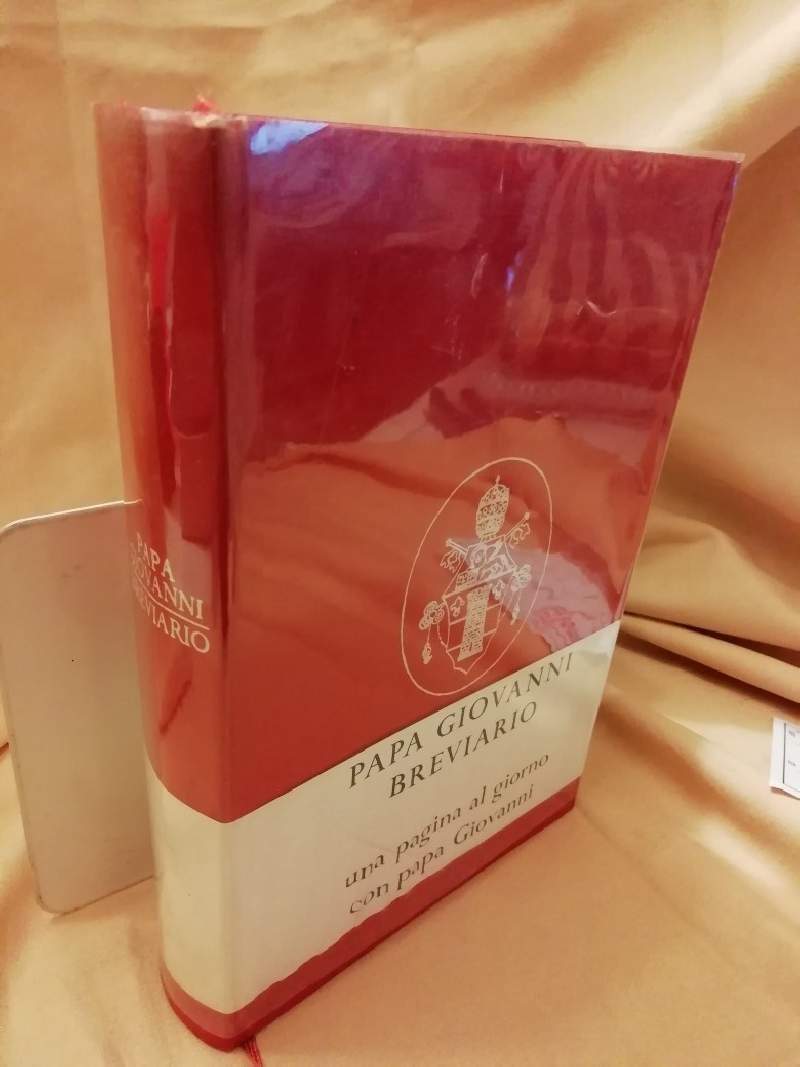 PAPA
GIOVANNI
BREVIARIO
PAPA GIOVANNI
BREVIARIO
una pagina al giorno
con papa Giovanni